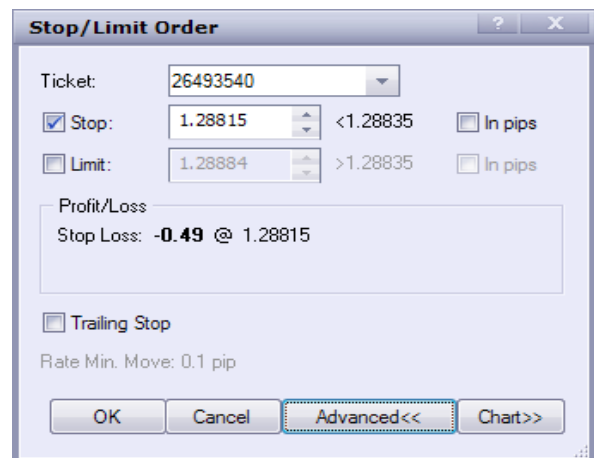 Stop/Limit Order
? X
Ticket: 26493540
Stop: 1.28815 <1.28835 In pips
Limit: 1.28884 >1.28835 In pips
Profit/Loss
Stop Loss: -0.49 @ 1.28815
Trailing Stop
Rate Min. Move: 0.1 pip
OK Cancel Advanced<< Chart>>